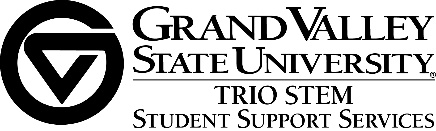 GRAND VALLEY
STATE UNIVERSITY®
TRIO STEM
STUDENT SUPPORT SERVICES